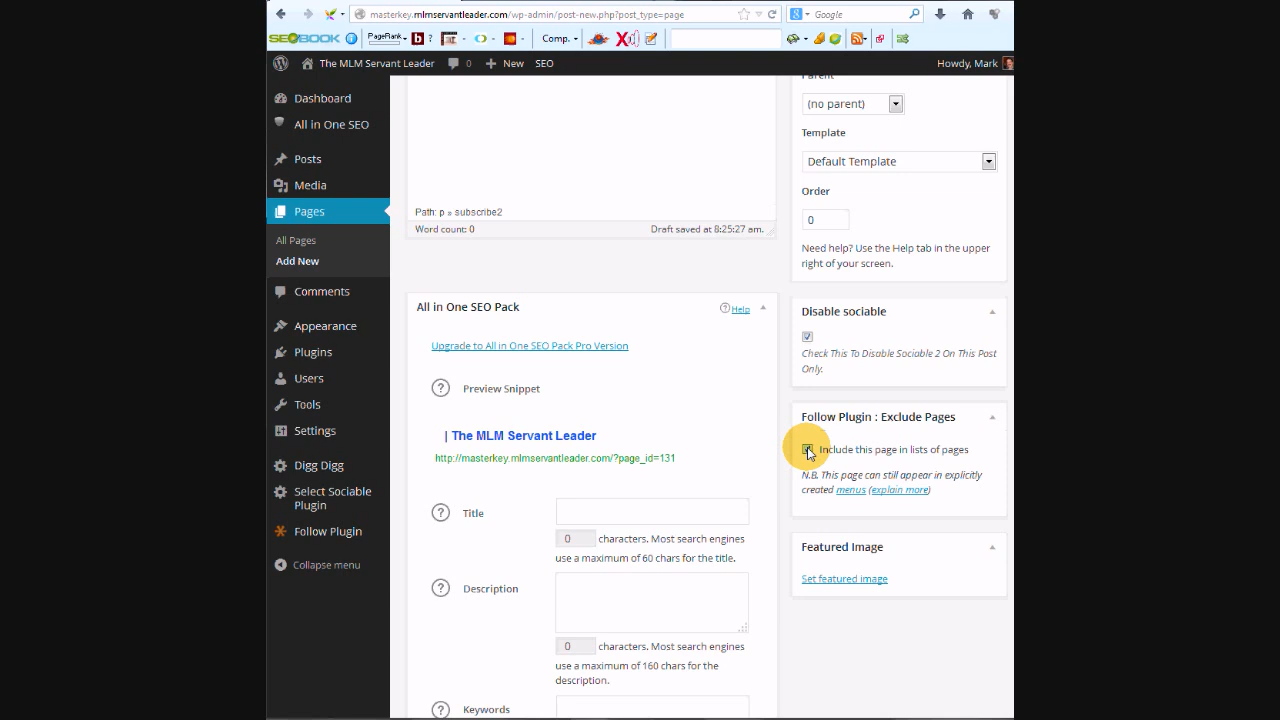 masterkey.mlmservantleader.com/wp-admin/post-new.php?post_type=page
Google
SEOBOOK
PageRank
b ?
Comp.
The MLM Servant Leader
0
New
SEO
Howdy, Mark
Dashboard
All in One SEO
Posts
Media
Pages
All Pages
Add New
Comments
Appearance
Plugins
Users
Tools
Settings
Digg Digg
Select Sociable
Plugin
Follow Plugin
Collapse menu
Path: p » subscribe2
Word count: 0
Draft saved at 8:25:27 am.
All in One SEO Pack
Help
Upgrade to All in One SEO Pack Pro Version
Preview Snippet
| The MLM Servant Leader
http://masterkey.mlmservantleader.com/?page_id=131
Title
0 characters. Most search engines
use a maximum of 60 chars for the title.
Description
0 characters. Most search engines
use a maximum of 160 chars for the
description.
Keywords
Parent
(no parent)
Template
Default Template
Order
0
Need help? Use the Help tab in the upper
right of your screen.
Disable sociable
Check This To Disable Sociable 2 On This Post
Only.
Follow Plugin : Exclude Pages
Include this page in lists of pages
N.B. This page can still appear in explicitly
created menus (explain more)
Featured Image
Set featured image